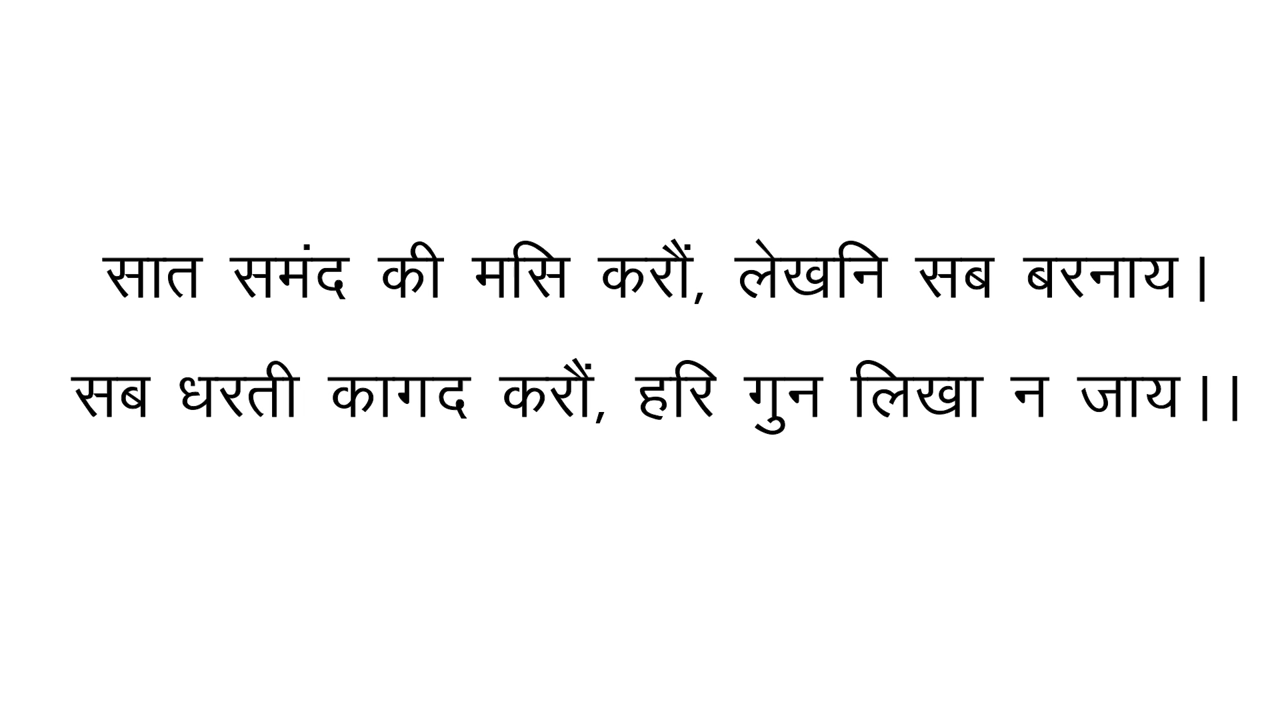 सात समंद की मसि करौं, लेखनि सब बरनाय।
सब धरती कागद करौं, हरि गुन लिखा न जाय।।